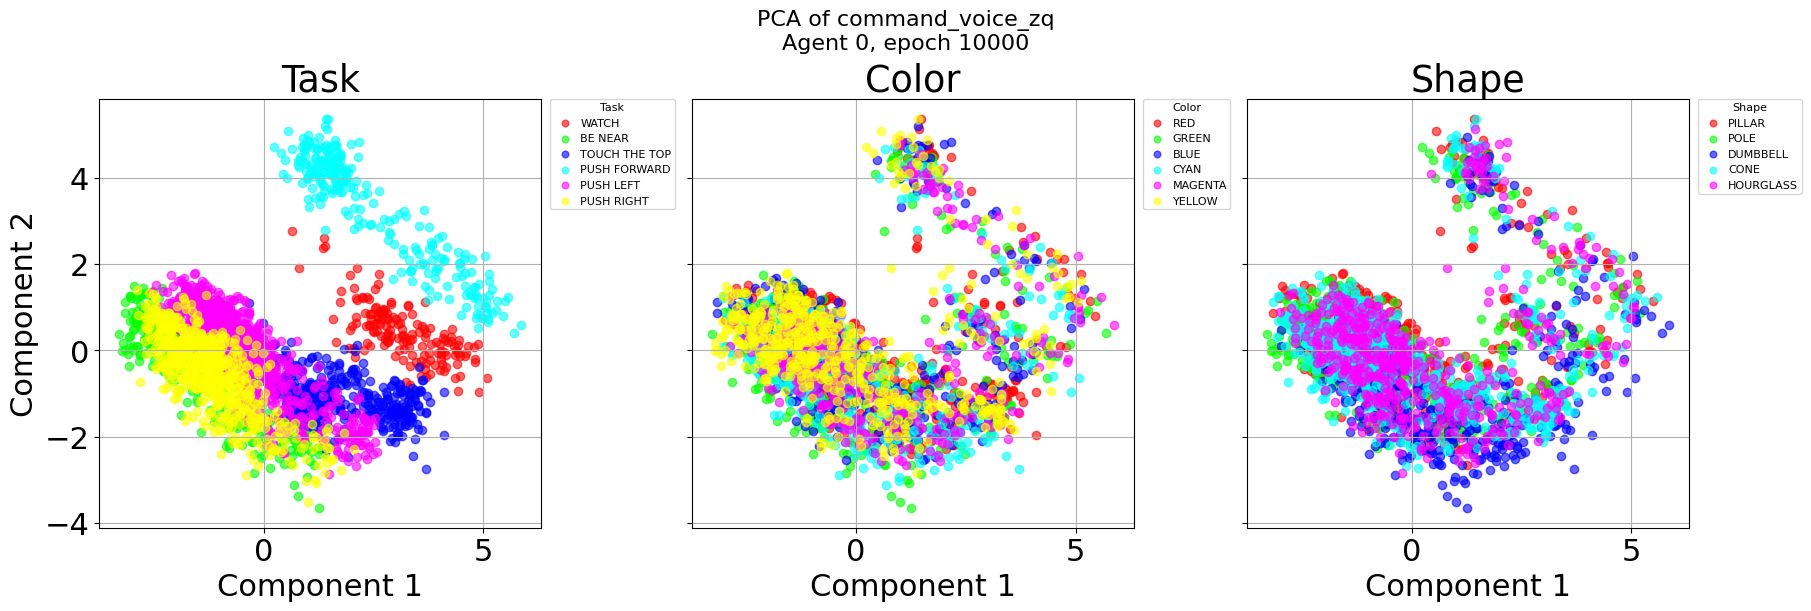 PCA of command_voice_zq
Agent 0, epoch 10000
Task
Component 2
4
2
0
−2
−4
0
5
Component 1
Task
WATCH
BE NEAR
TOUCH THE TOP
PUSH FORWARD
PUSH LEFT
PUSH RIGHT
Color
0
5
Component 1
Color
RED
GREEN
BLUE
CYAN
MAGENTA
YELLOW
Shape
0
5
Component 1
Shape
PILLAR
POLE
DUMBBELL
CONE
HOURGLASS